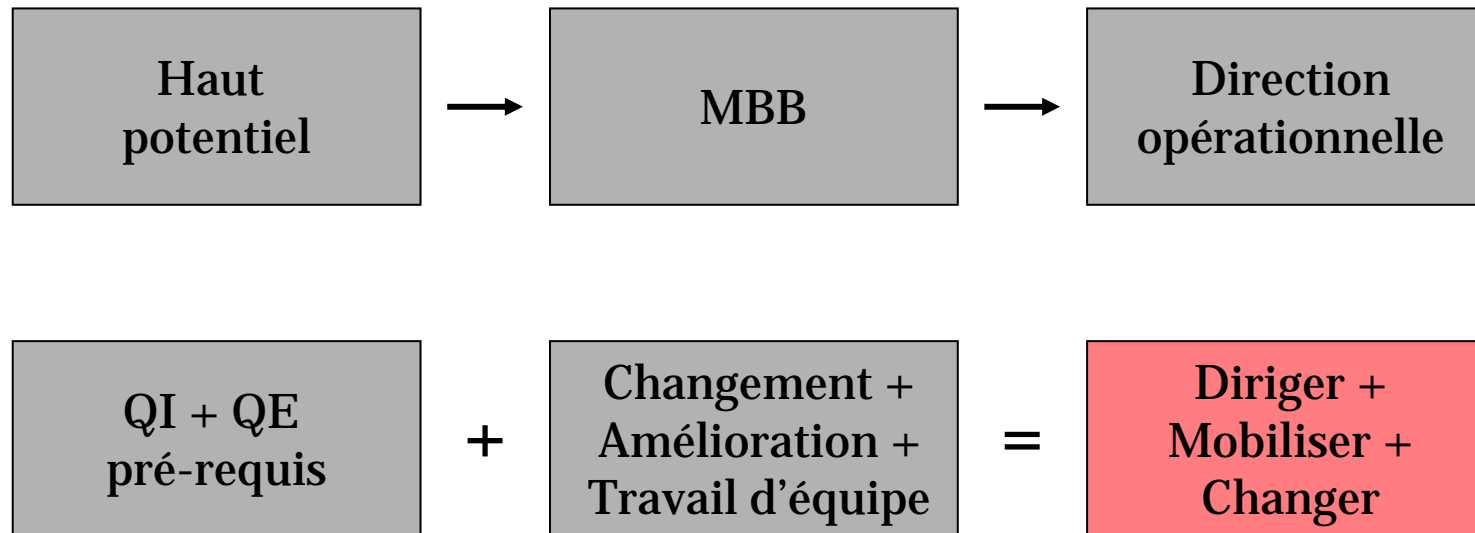 Haut
potentiel
MBB
Direction
opérationnelle
QI + QE
pré-requis
+
Changement +
Amélioration +
Travail d’équipe
=
Diriger +
Mobiliser +
Changer